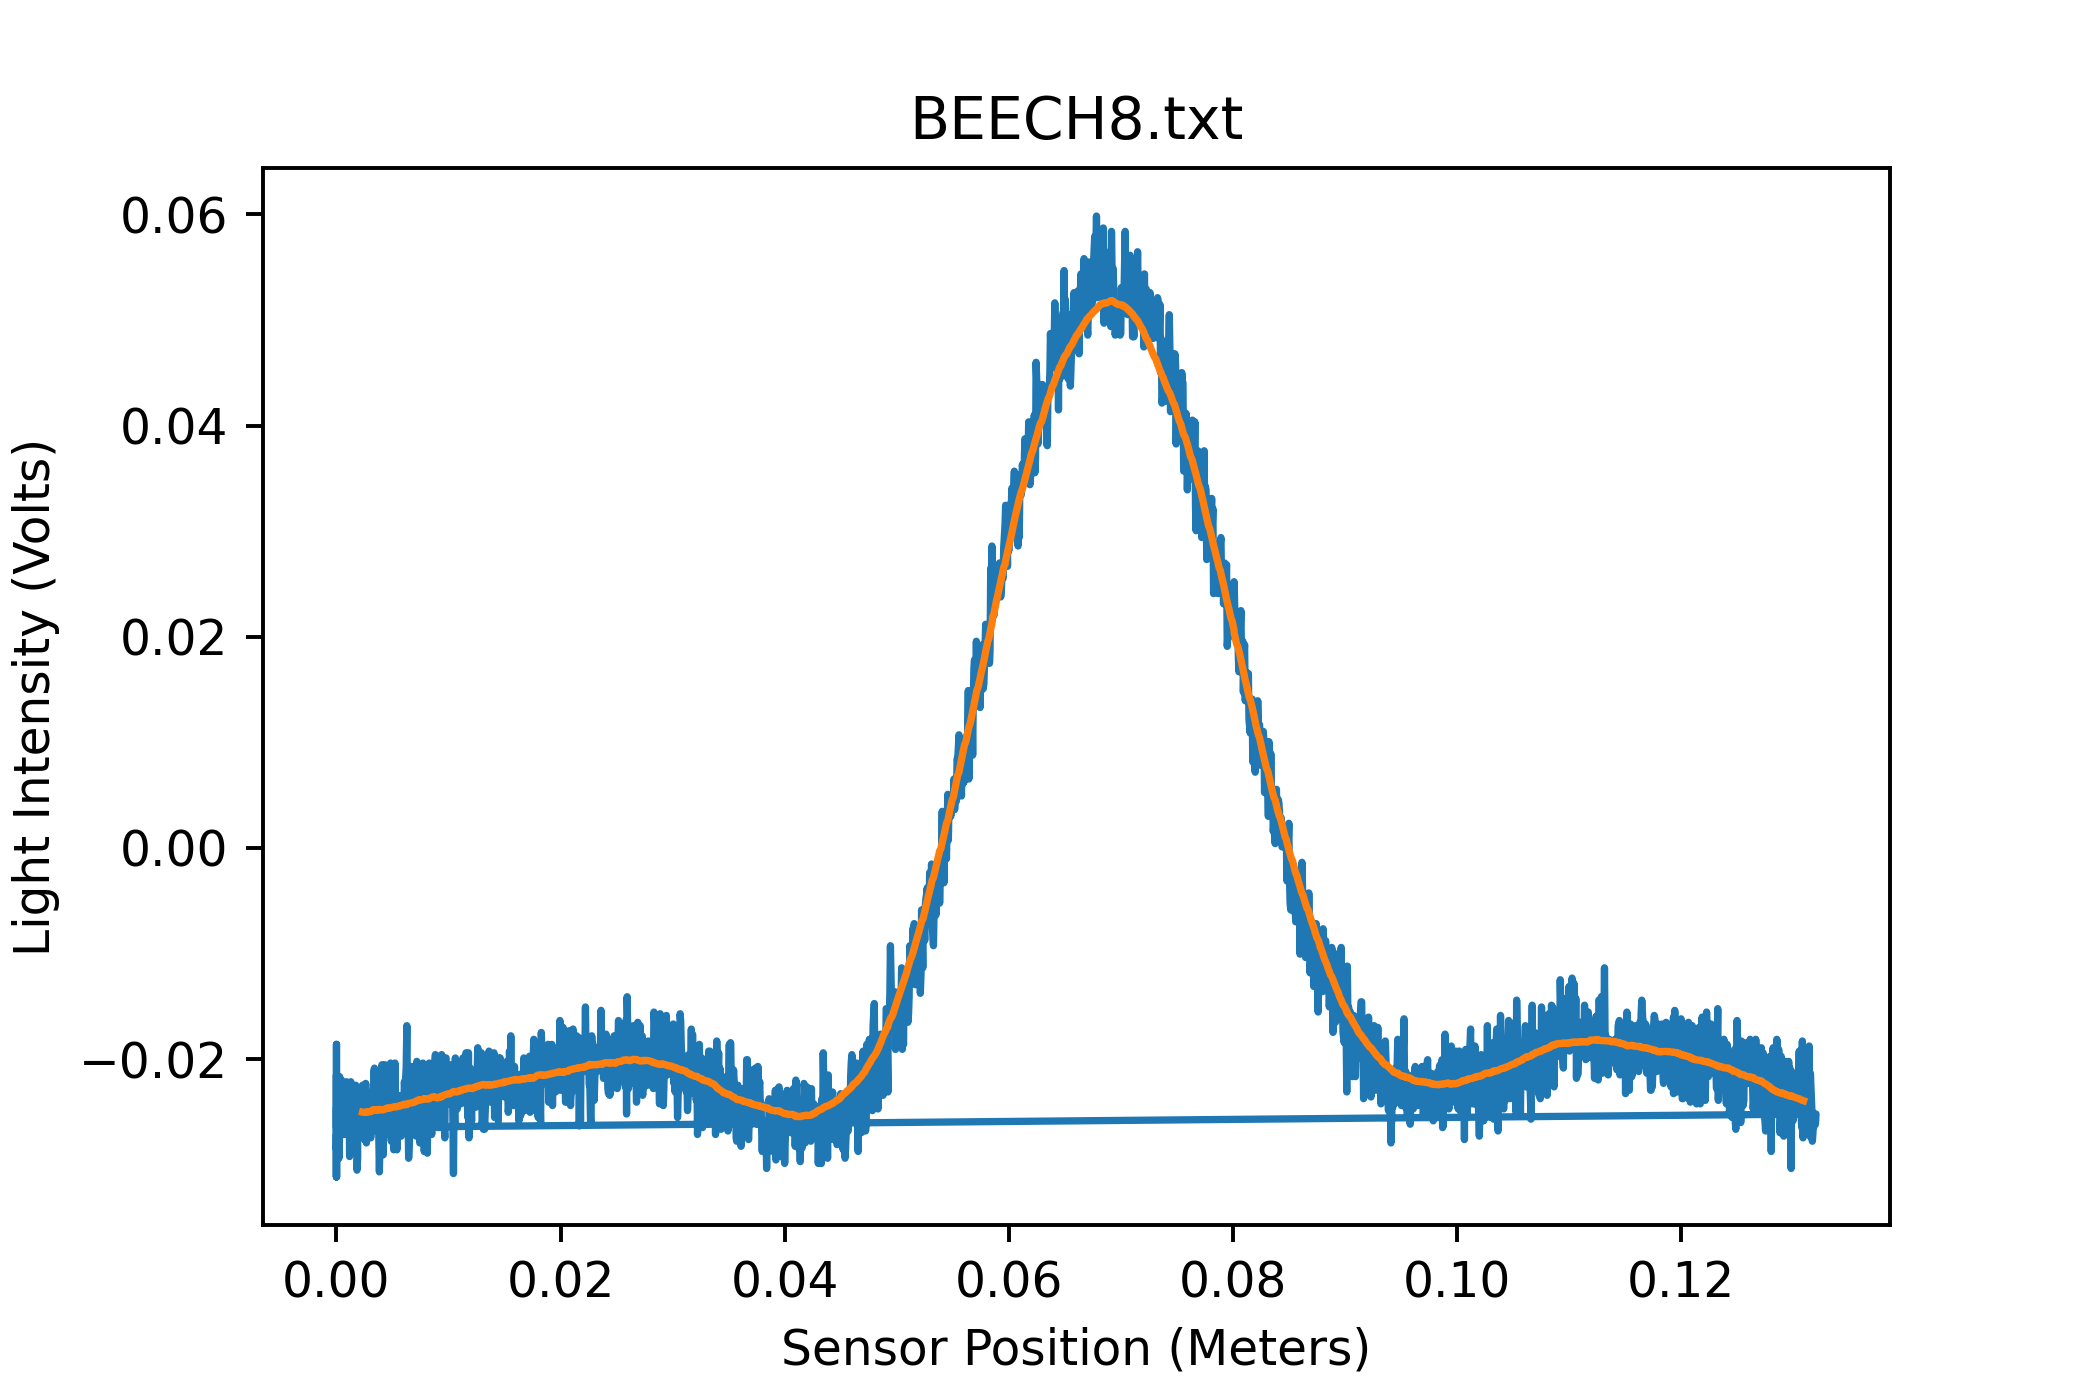 BEECH8.txt
0.06
0.04
0.02
0.00
−0.02
Light Intensity (Volts)
0.00 0.02 0.04 0.06 0.08 0.10 0.12
Sensor Position (Meters)